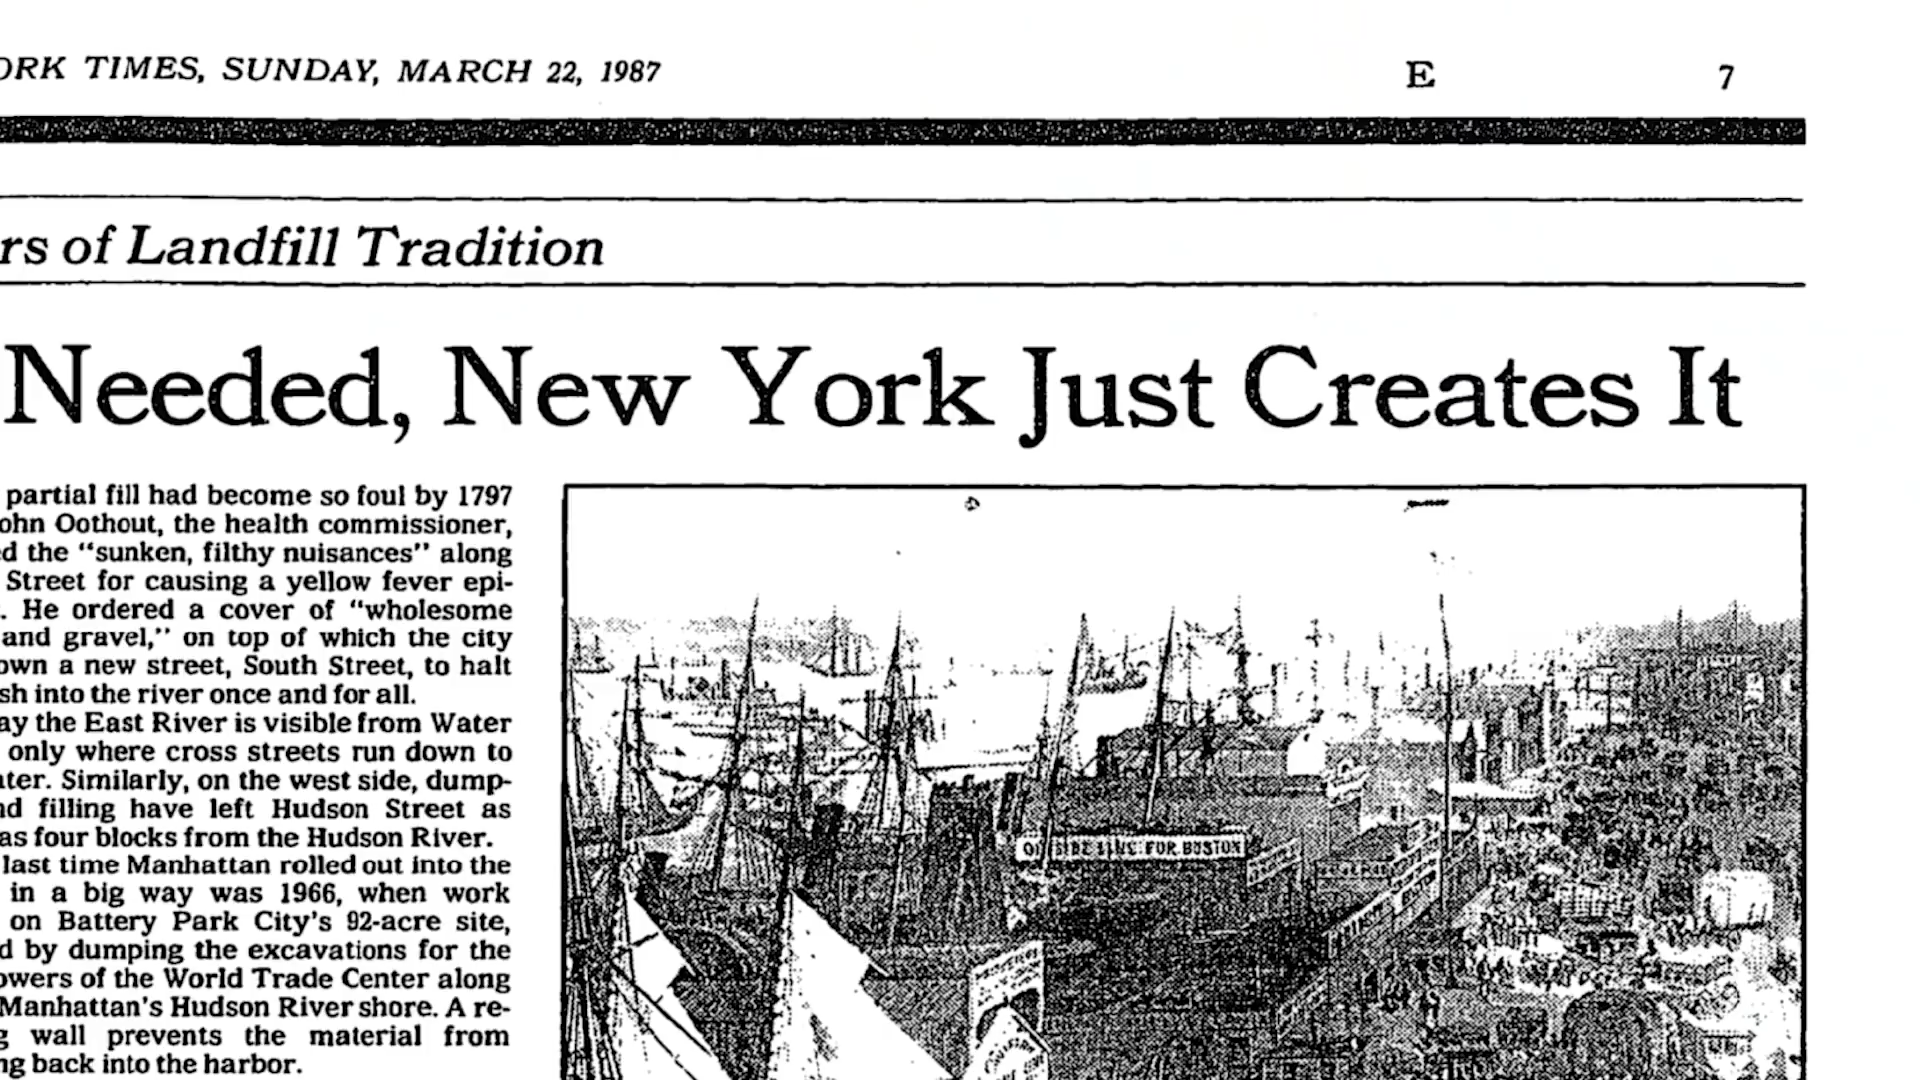 ORK TIMES, SUNDAY, MARCH 22, 1987 E 7
rs of Landfill Tradition
Needed, New York Just Creates It
partial fill had become so foul by 1797
ohn Oothout, the health commissioner,
d the “sunken, filthy nuisances” along
Street for causing a yellow fever epi-
. He ordered a cover of “wholesome
and gravel,” on top of which the city
own a new street, South Street, to halt
sh into the river once and for all.
ay the East River is visible from Water
only where cross streets run down to
ater. Similarly, on the west side, dump-
nd filling have left Hudson Street as
as four blocks from the Hudson River.
last time Manhattan rolled out into the
in a big way was 1966, when work
on Battery Park City's 92-acre site,
d by dumping the excavations for the
owers of the World Trade Center along
Manhattan's Hudson River shore. A re-
g wall prevents the material from
ng back into the harbor.
FOR BOSTON